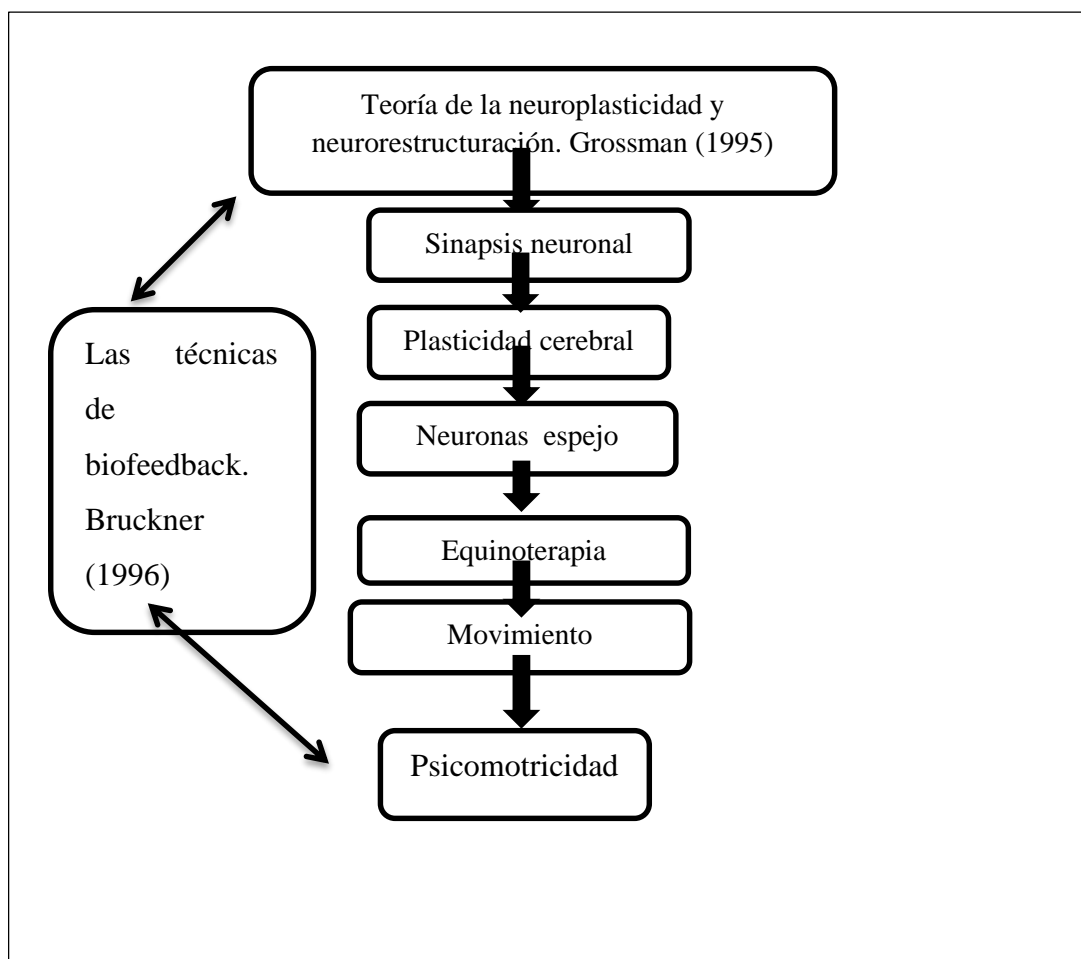 Teoría de la neuroplasticidad y
neurorestructuración. Grossman (1995)
Sinapsis neuronal
Plasticidad cerebral
Las técnicas
de
biofeedback.
Bruckner
(1996)
Neuronas espejo
Equinoterapia
Movimiento
Psicomotricidad